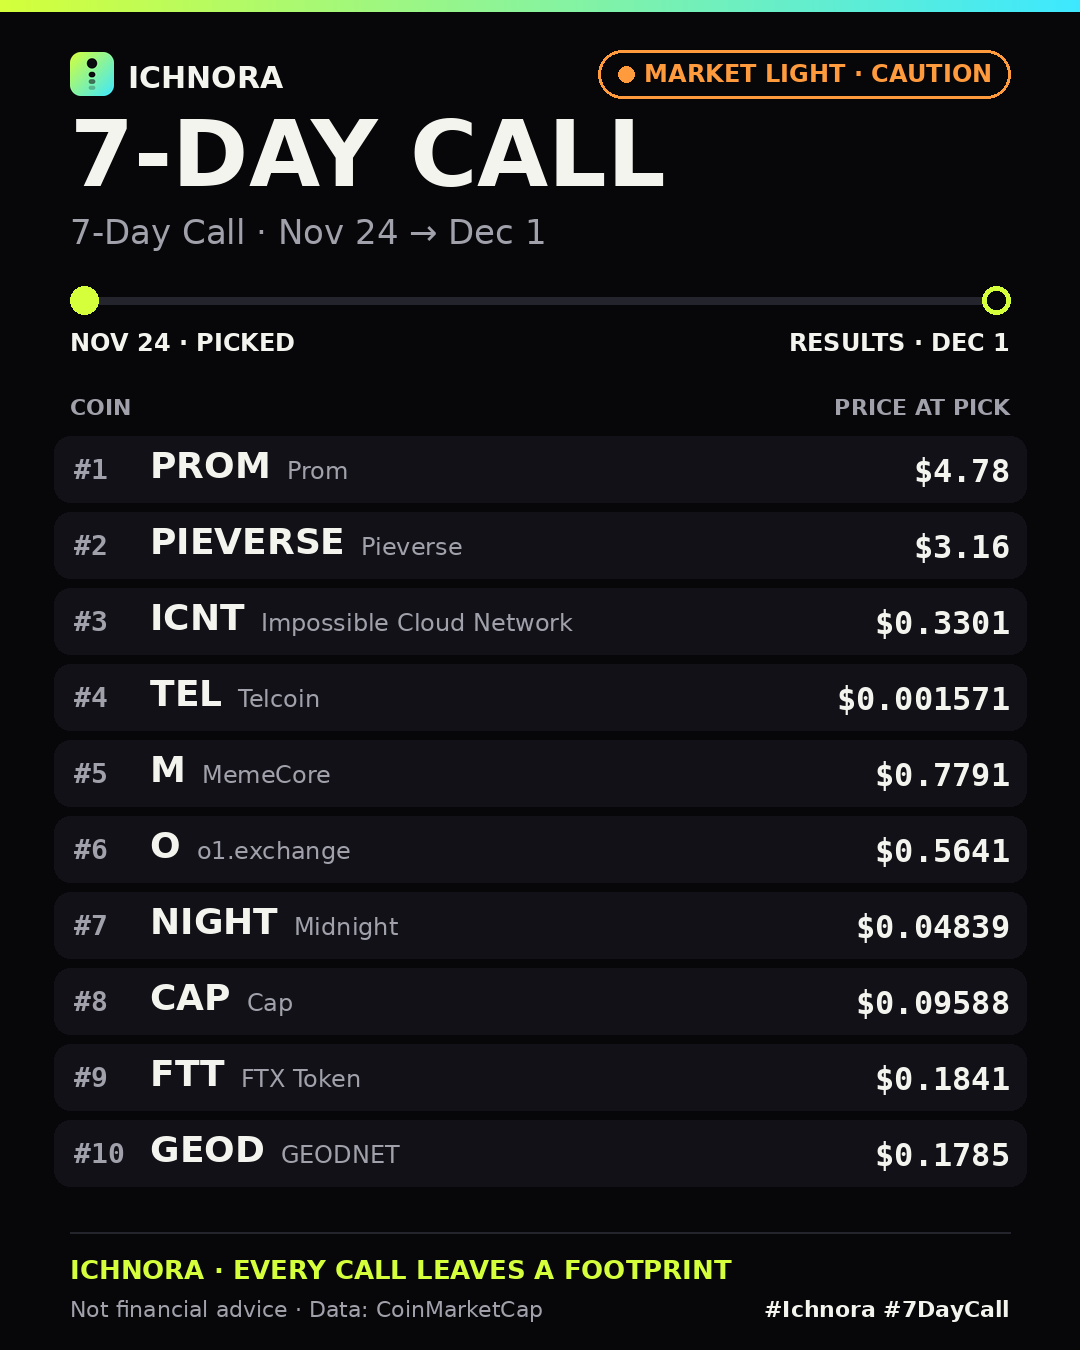 ICHNORA
● MARKET LIGHT · CAUTION
7-DAY CALL
7-Day Call · Nov 24 → Dec 1
NOV 24 · PICKED RESULTS · DEC 1
COIN PRICE AT PICK
#1 PROM Prom $4.78
#2 PIEVERSE Pieverse $3.16
#3 ICNT Impossible Cloud Network $0.3301
#4 TEL Telcoin $0.001571
#5 M MemeCore $0.7791
#6 O o1.exchange $0.5641
#7 NIGHT Midnight $0.04839
#8 CAP Cap $0.09588
#9 FTT FTX Token $0.1841
#10 GEOD GEODNET $0.1785
ICHNORA · EVERY CALL LEAVES A FOOTPRINT
Not financial advice · Data: CoinMarketCap #Ichnora #7DayCall